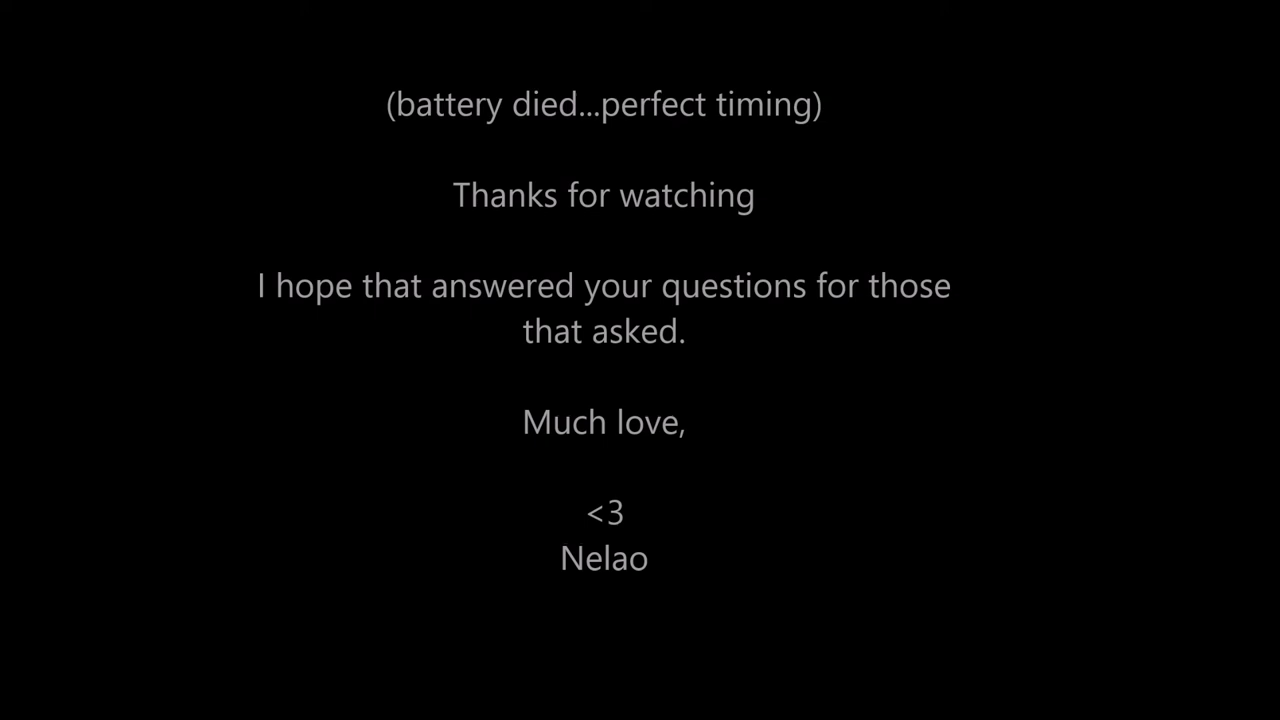 (battery died...perfect timing)
Thanks for watching
I hope that answered your questions for those
that asked.
Much love,
<3
Nelao